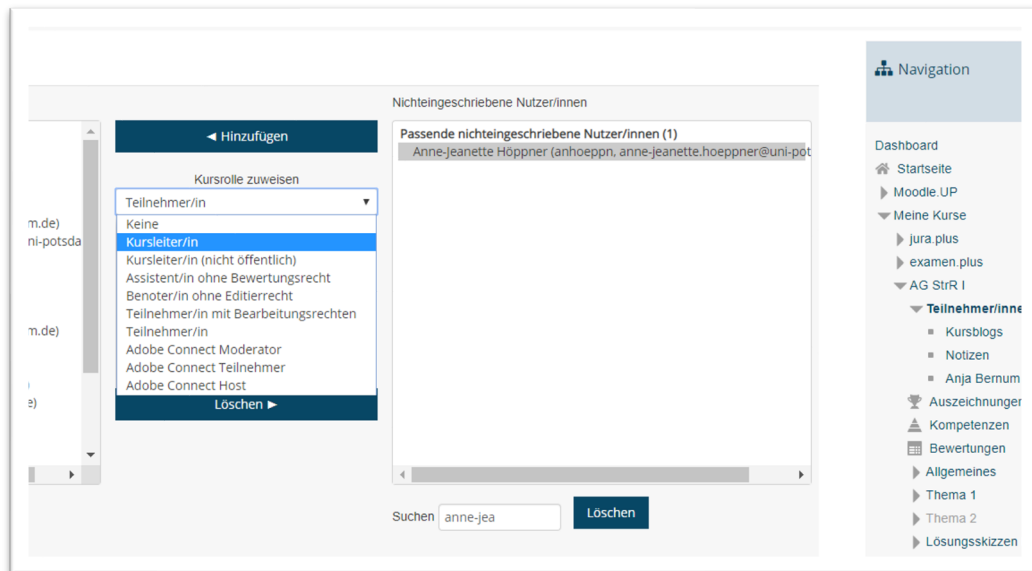 Nichteingeschriebene Nutzer/innen
m.de)
ni-potsda
m.de)
)
e)
◄ Hinzufügen
Kursrolle zuweisen
Teilnehmer/in
Keine
Kursleiter/in
Kursleiter/in (nicht öffentlich)
Assistent/in ohne Bewertungsrecht
Benoter/in ohne Editierrecht
Teilnehmer/in mit Bearbeitungsrechten
Teilnehmer/in
Adobe Connect Moderator
Adobe Connect Teilnehmer
Adobe Connect Host
Löschen ►
Passende nichteingeschriebene Nutzer/innen (1)
Anne-Jeanette Höppner (anhoeppn, anne-jeanette.hoeppner@uni-pot
Suchen anne-jea Löschen
Navigation
Dashboard
Startseite
Moodle.UP
Meine Kurse
jura.plus
examen.plus
AG StrR I
Teilnehmer/inne
Kursblogs
Notizen
Anja Bernum
Auszeichnungen
Kompetenzen
Bewertungen
Allgemeines
Thema 1
Thema 2
Lösungsskizzen